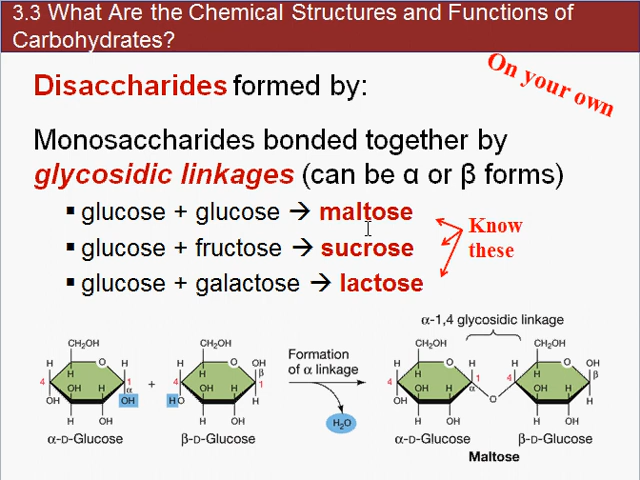 3.3 What Are the Chemical Structures and Functions of
Carbohydrates?
On your own
Disaccharides formed by:
Monosaccharides bonded together by
glycosidic linkages (can be α or β forms)
▪ glucose + glucose → maltose
▪ glucose + fructose → sucrose
▪ glucose + galactose → lactose
Know
these
α-1,4 glycosidic linkage
CH₂OH CH₂OH CH₂OH CH₂OH
Formation
of α linkage
H O H H O OH H O H H O OH
H H H H
β β
4 1 4 1 4 1 4 1
α α
OH H OH H OH H OH H
OH OH HO H OH O H
H OH H OH H OH H OH
+
H₂O
α-D-Glucose β-D-Glucose α-D-Glucose β-D-Glucose
Maltose